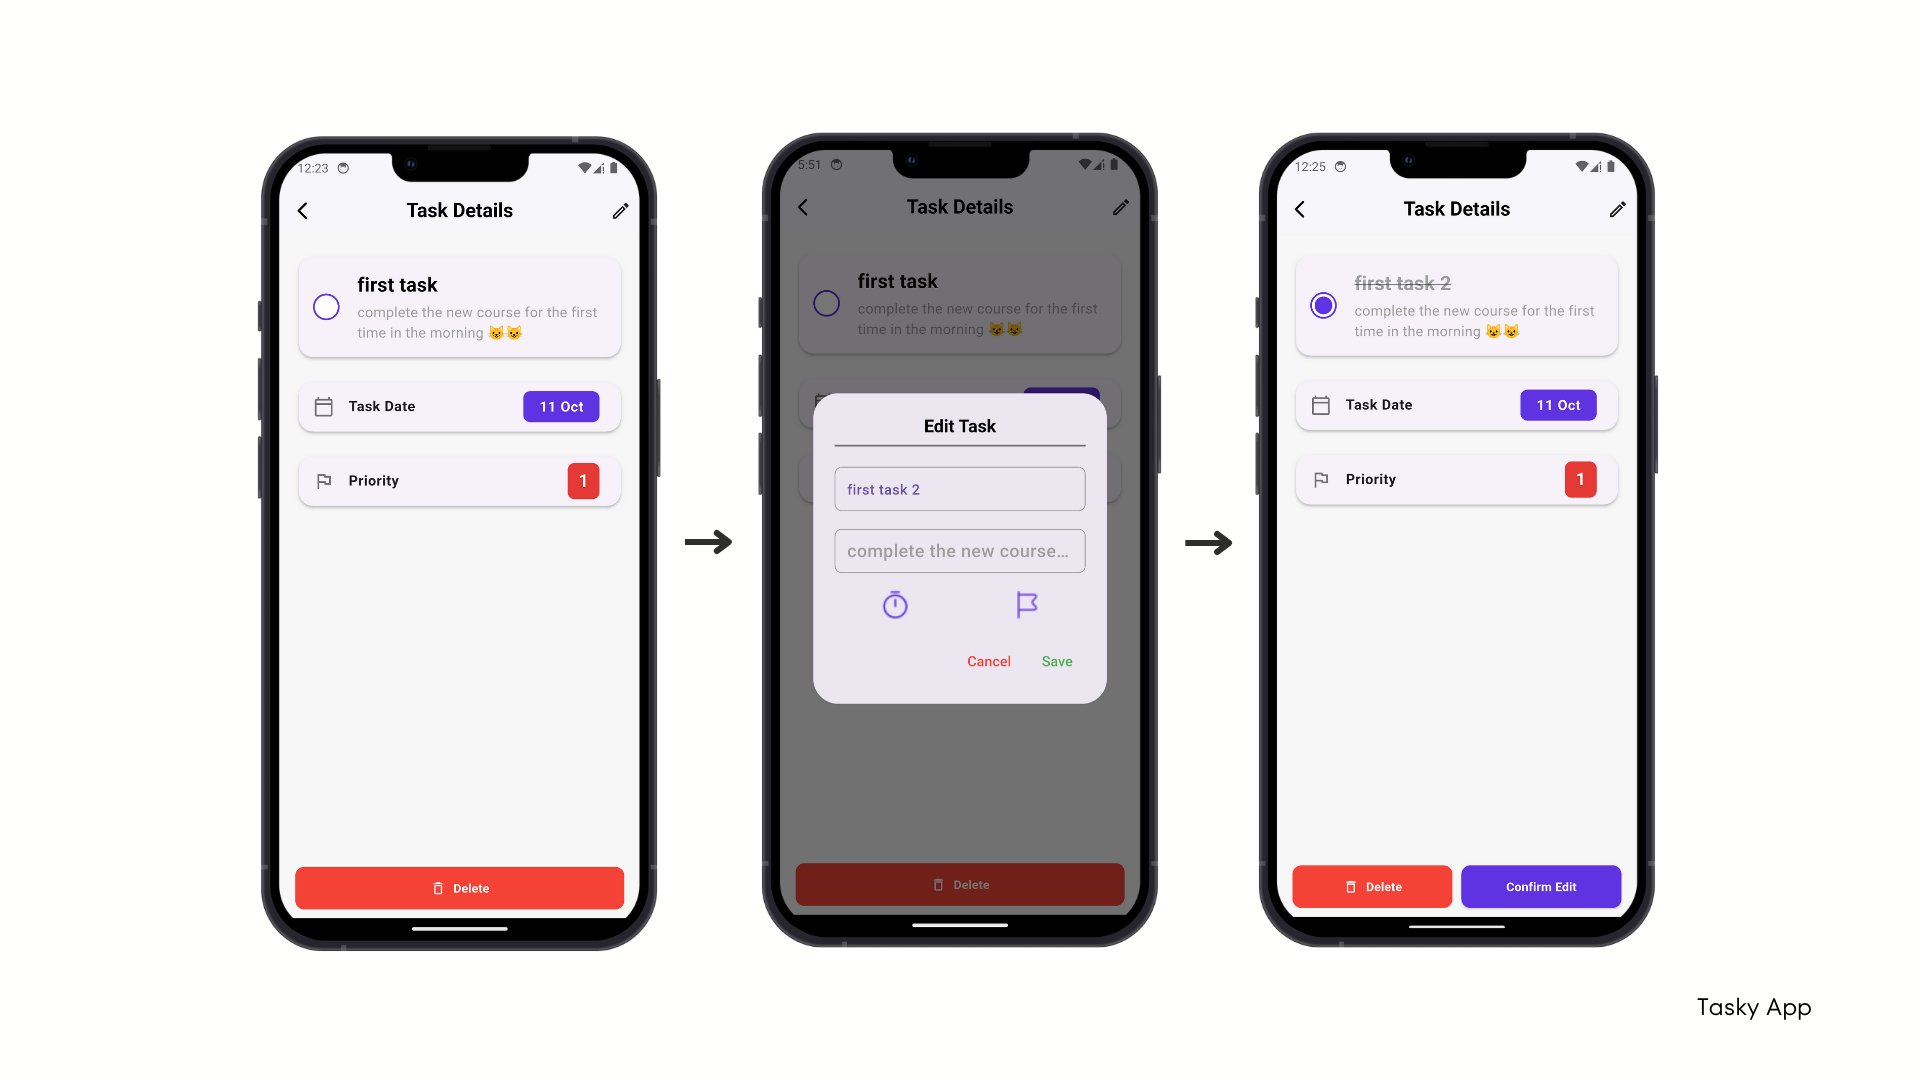 12:23
Task Details
first task
complete the new course for the first
time in the morning 😺😺
Task Date
11 Oct
Priority
1
Delete
5:51
Task Details
first task
complete the new course for the first
time in the morning 😺😺
Edit Task
first task 2
complete the new course...
Cancel
Save
Delete
12:25
Task Details
first task 2
complete the new course for the first
time in the morning 😺😺
Task Date
11 Oct
Priority
1
Delete
Confirm Edit
Tasky App